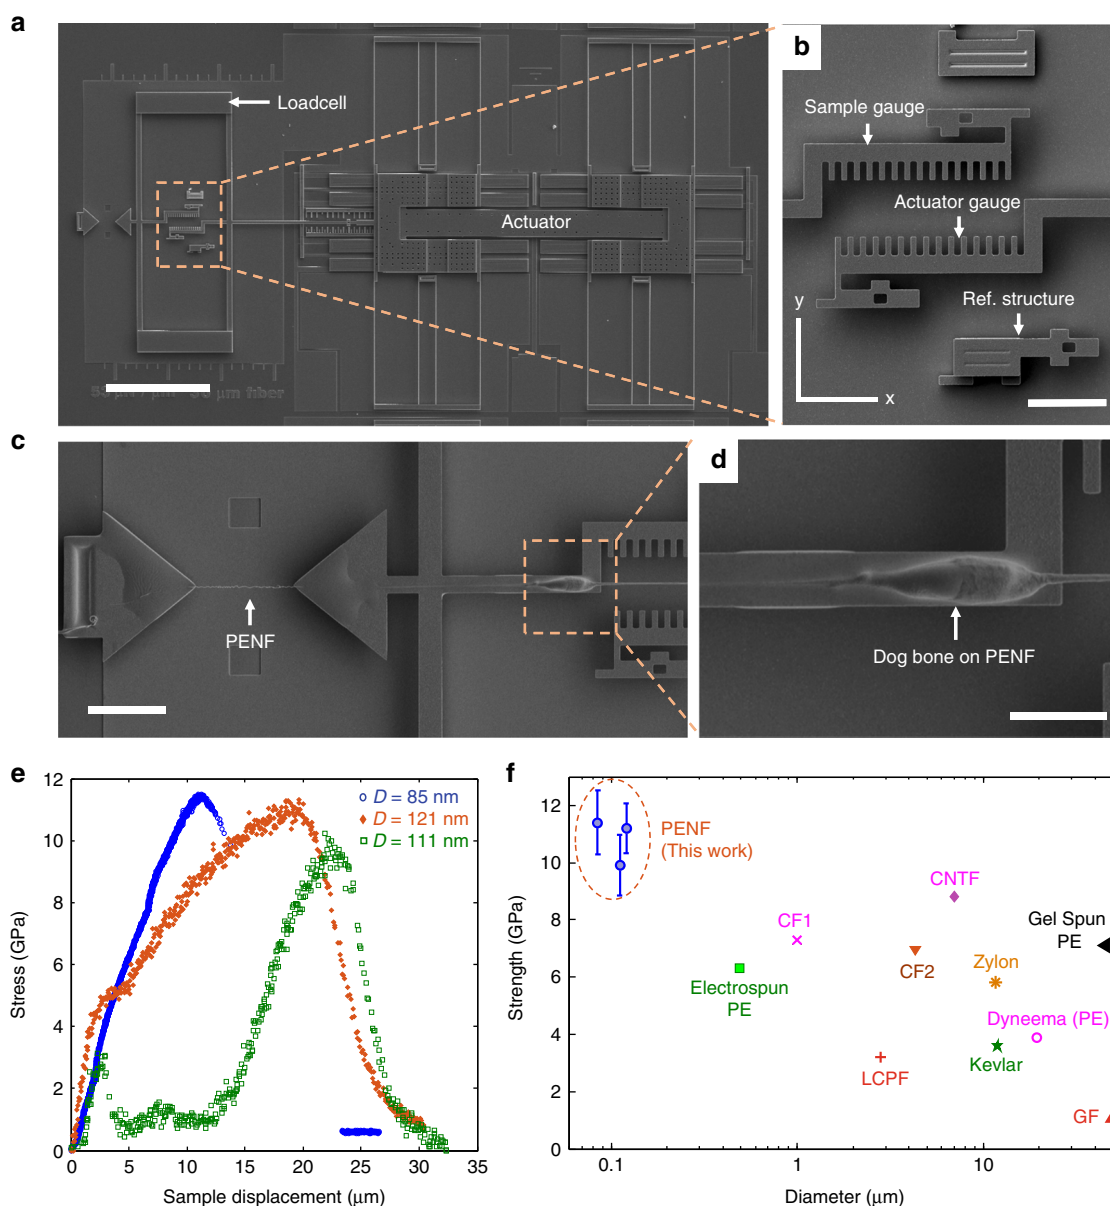 a
Loadcell
Actuator
µm fiber
b
Sample gauge
Actuator gauge
Ref. structure
y
x
c
PENF
d
Dog bone on PENF
e
12
10
8
6
4
2
0
Stress (GPa)
D = 85 nm
D = 121 nm
D = 111 nm
0
5
10
15
20
25
30
35
Sample displacement (µm)
f
12
10
8
6
4
2
0
Strength (GPa)
PENF
(This work)
CNTF
CF1
Gel Spun
PE
CF2
Zylon
Electrospun
PE
Dyneema (PE)
Kevlar
LCPF
GF
0.1
1
10
Diameter (µm)